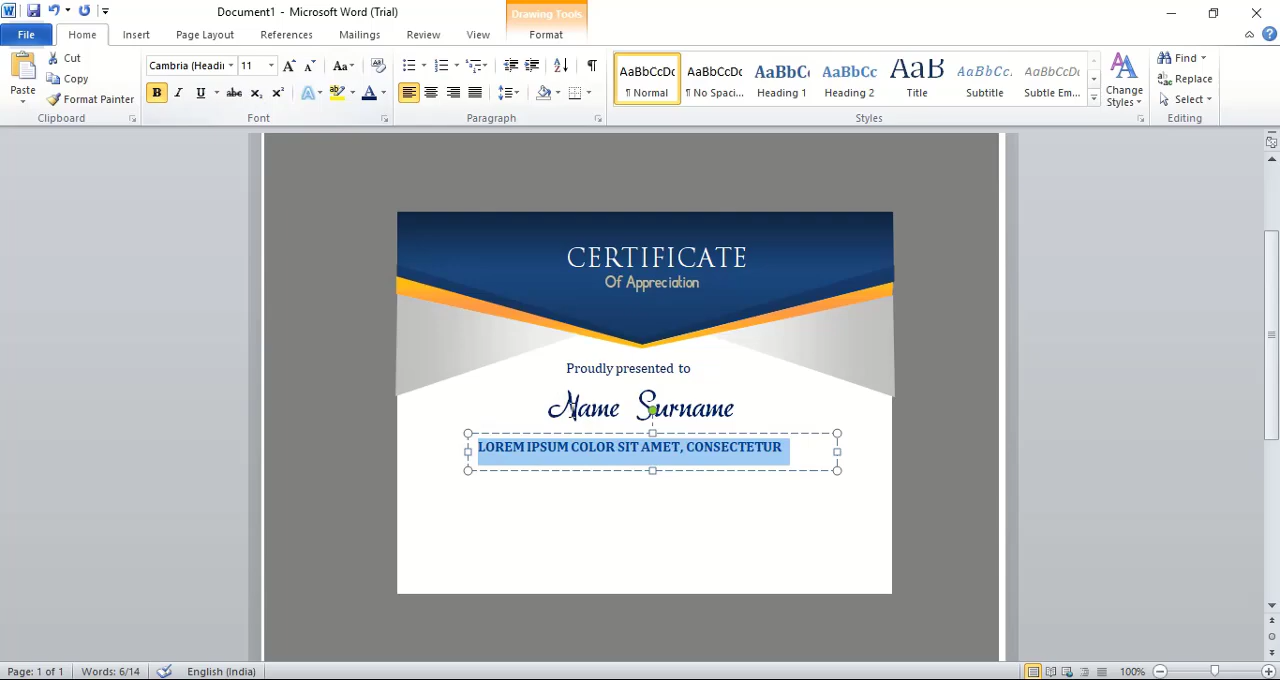 Document1 - Microsoft Word (Trial)
Drawing Tools
File Home Insert Page Layout References Mailings Review View Format
Cut
Copy
Format Painter
Paste
Clipboard
Cambria (Headi 11
Font
Paragraph
AaBbCcDc AaBbCcDc AaBbC AaBbCc AaB AaBbCc. AaBbCcDc
¶ Normal ¶ No Spaci... Heading 1 Heading 2 Title Subtitle Subtle Em...
Change Styles
Styles
Find
Replace
Select
Editing
CERTIFICATE
Of Appreciation
Proudly presented to
Name Surname
LOREM IPSUM COLOR SIT AMET, CONSECTETUR
Page: 1 of 1 Words: 6/14 English (India) 100%